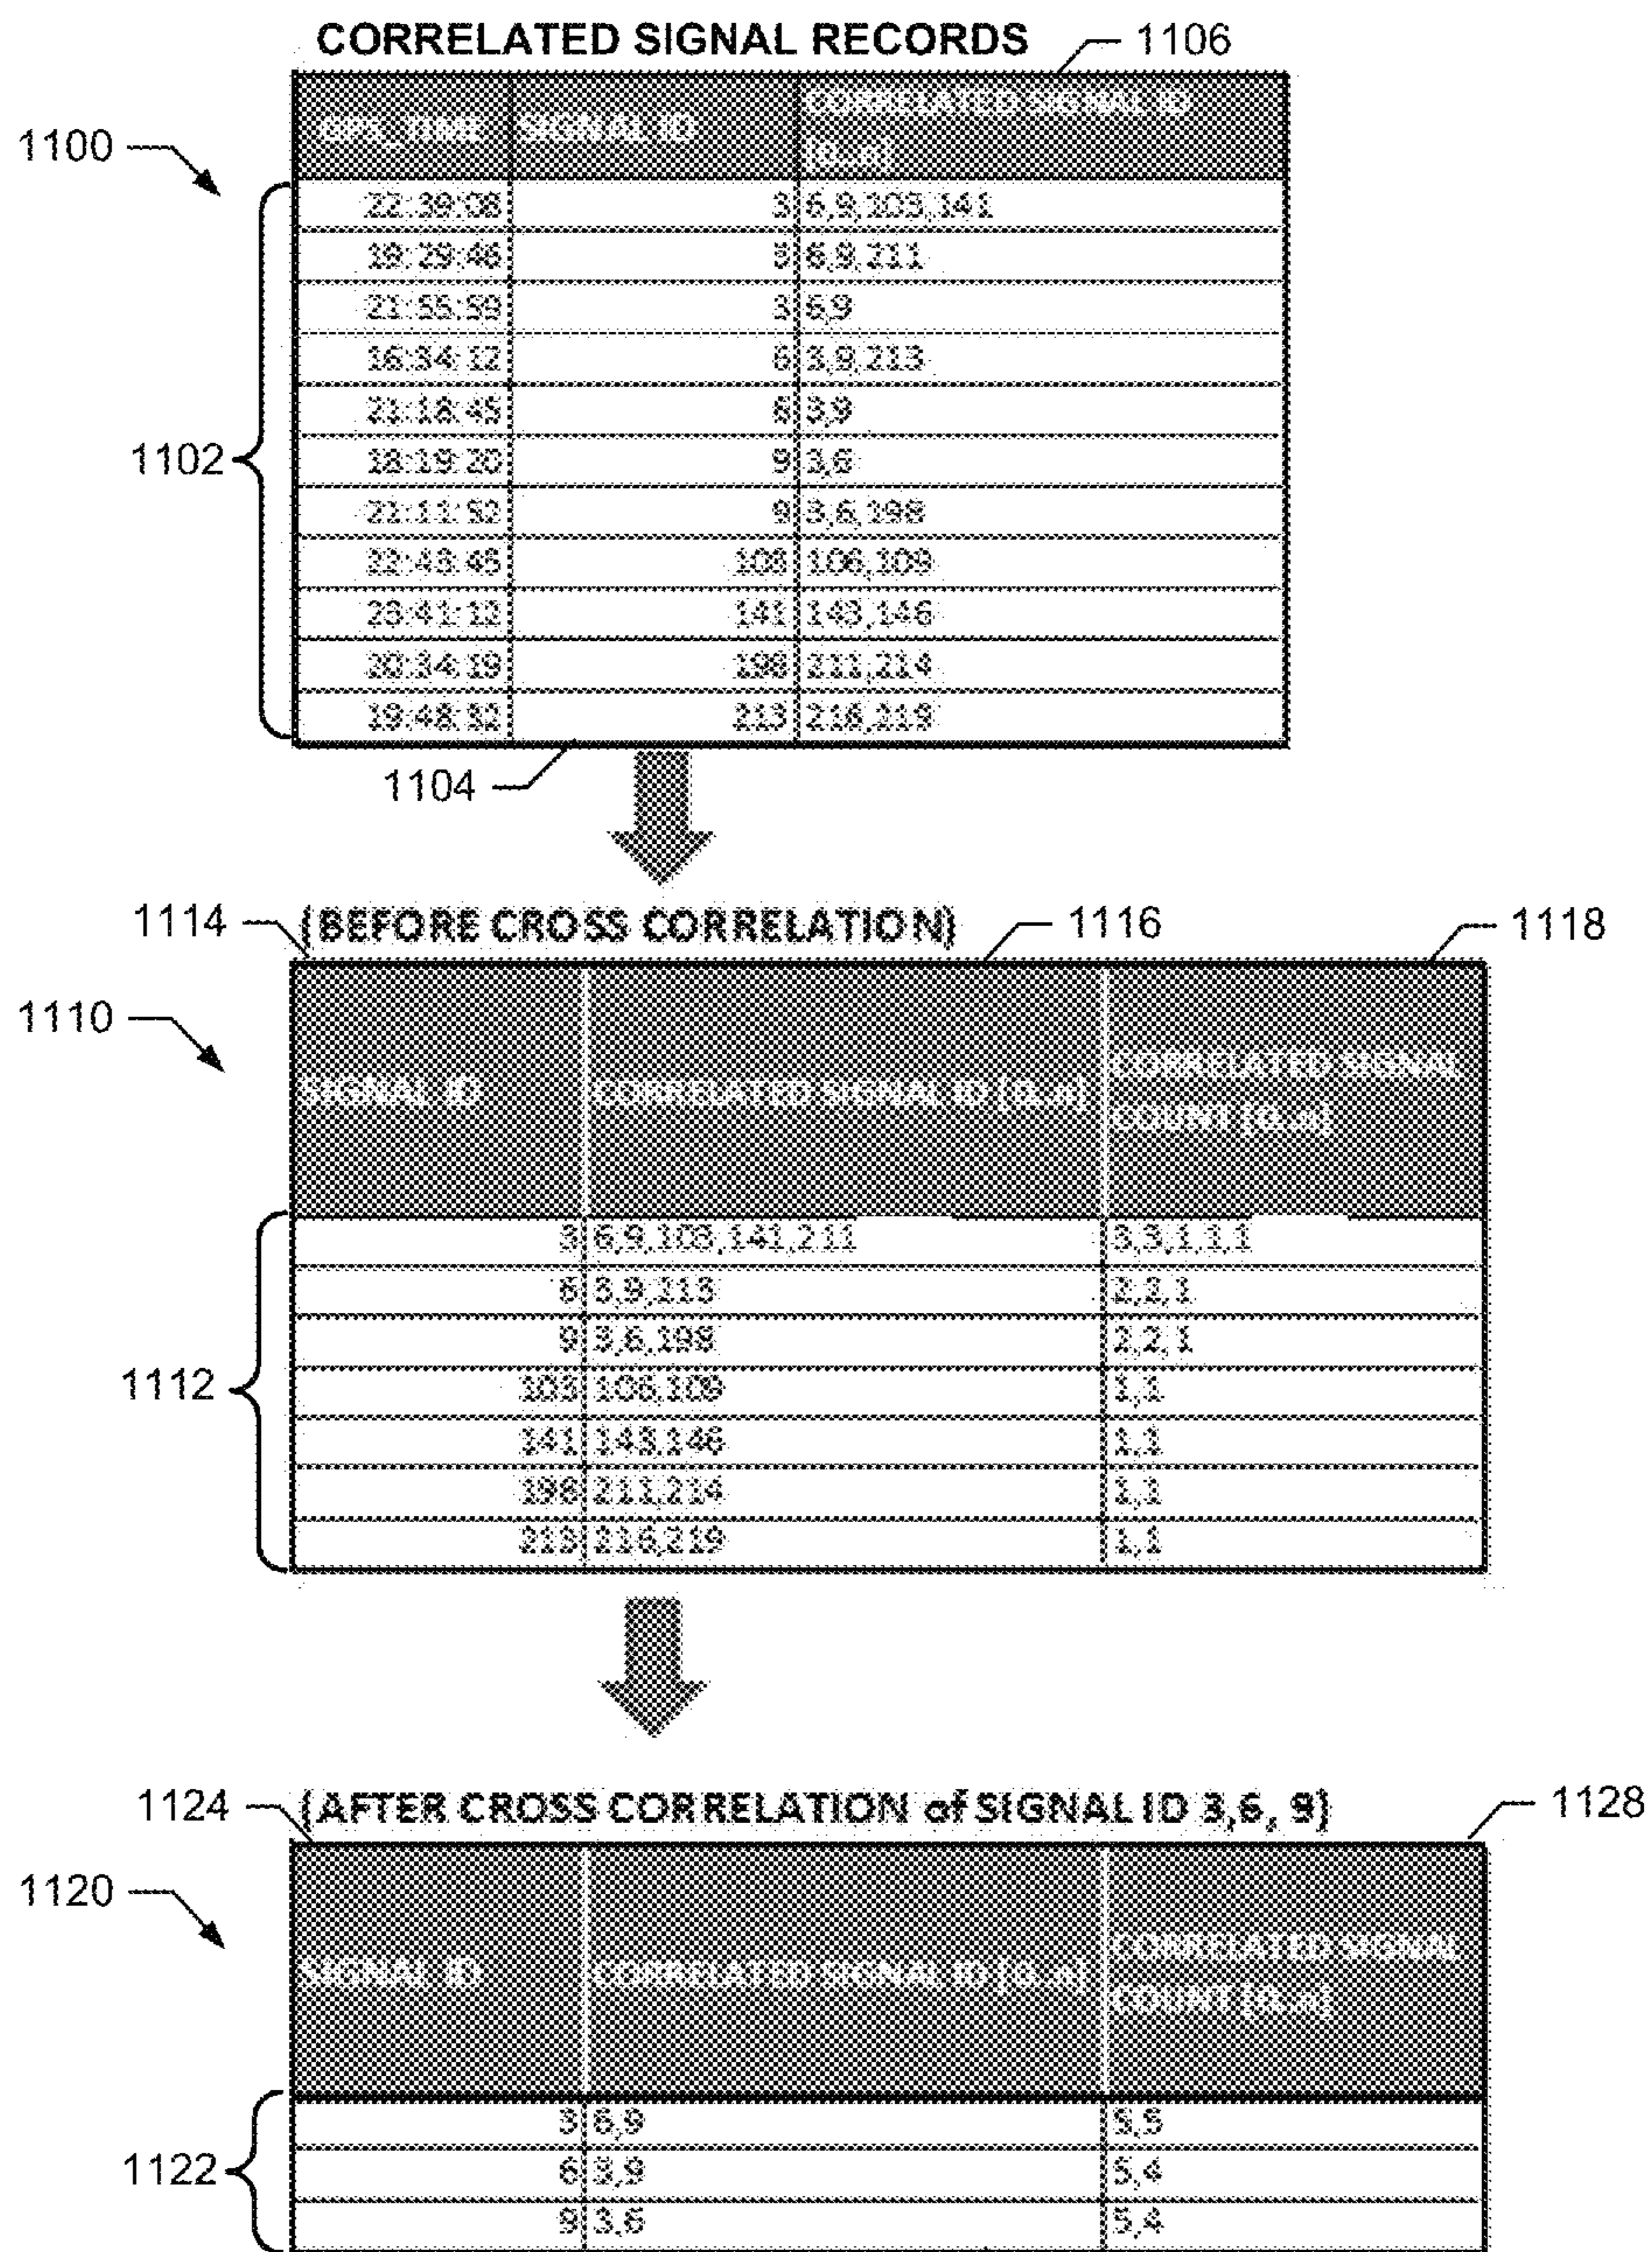 CORRELATED SIGNAL RECORDS 1106
1100
GPS_TIME SIGNAL ID CORRELATED SIGNAL ID
[0..n]
22:39:08 3 6,9,103,141
19:29:46 3 6,9,211
21:55:59 3 6,9
16:34:12 6 3,9,213
21:18:45 6 3,9
1102
18:19:20 9 3,6
21:11:52 9 3,6,198
22:43:45 106,109
23:41:12 141 143,146
20:34:19 198 211,214
19:48:32 213 216,219
1104
1114 (BEFORE CROSS CORRELATION) 1116 1118
1110
SIGNAL ID CORRELATED SIGNAL ID [0..n] CORRELATED SIGNAL
COUNT [0..n]
3 6,9,103,141,211 3,3,1,1,1
6 3,9,213 2,2,1
9 3,6,198 2,2,1
1112
103 106,109 1,1
141 143,146 1,1
198 211,214 1,1
213 216,219 1,1
1124 (AFTER CROSS CORRELATION of SIGNAL ID 3,6, 9) 1128
1120
SIGNAL ID CORRELATED SIGNAL ID [0..n] CORRELATED SIGNAL
COUNT [0..n]
3 6,9 5,5
1122
6 3,9 5,4
9 3,6 5,4